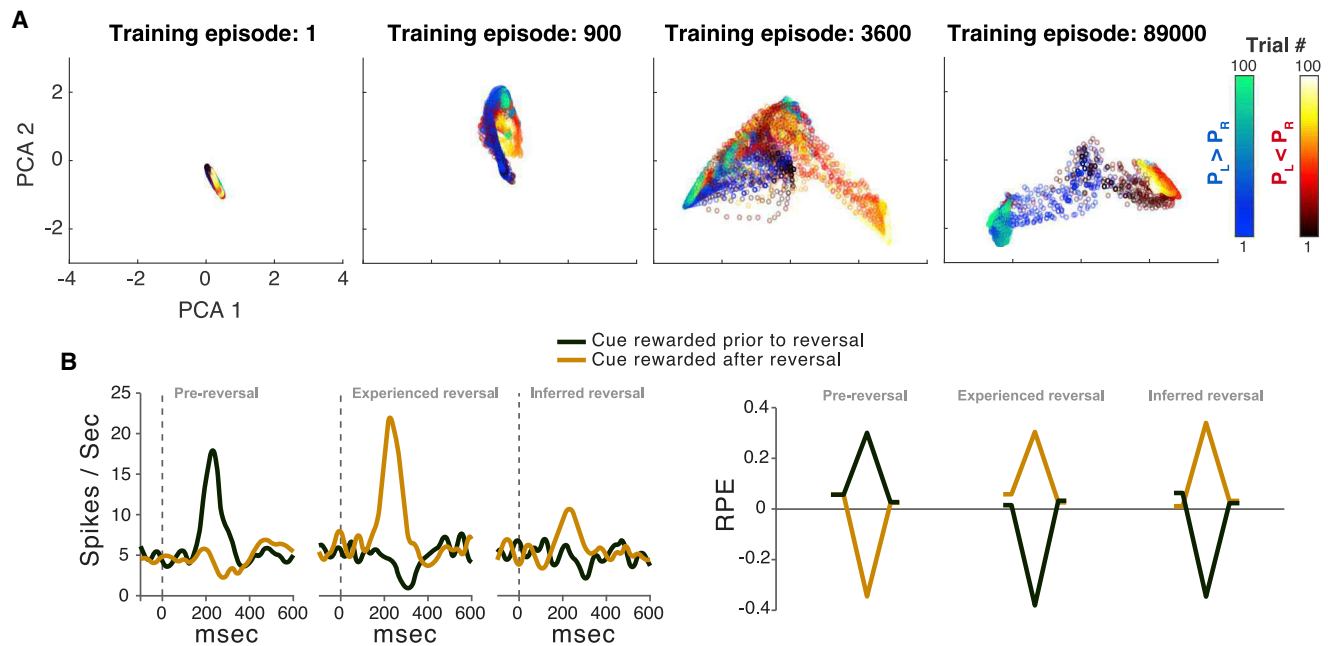 A
Training episode: 1
Training episode: 900
Training episode: 3600
Training episode: 89000
Trial #
100
100
PL > PR
PL < PR
1
1
2
0
-2
PCA 2
-4
-2
0
2
4
PCA 1
B
Cue rewarded prior to reversal
Cue rewarded after reversal
Pre-reversal
Experienced reversal
Inferred reversal
25
20
15
10
5
0
Spikes / Sec
0 200 400 600
0 200 400 600
0 200 400 600
msec
msec
msec
Pre-reversal
Experienced reversal
Inferred reversal
0.4
0.2
0
-0.2
-0.4
RPE